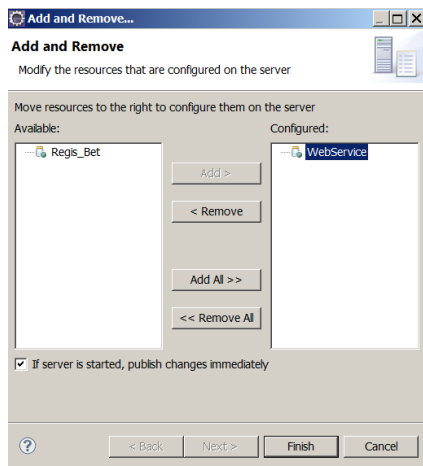 Add and Remove...
Add and Remove
Modify the resources that are configured on the server
Move resources to the right to configure them on the server
Available:
Configured:
Regis_Bet
WebService
Add >
< Remove
Add All >>
<< Remove All
If server is started, publish changes immediately
? < Back Next > Finish Cancel